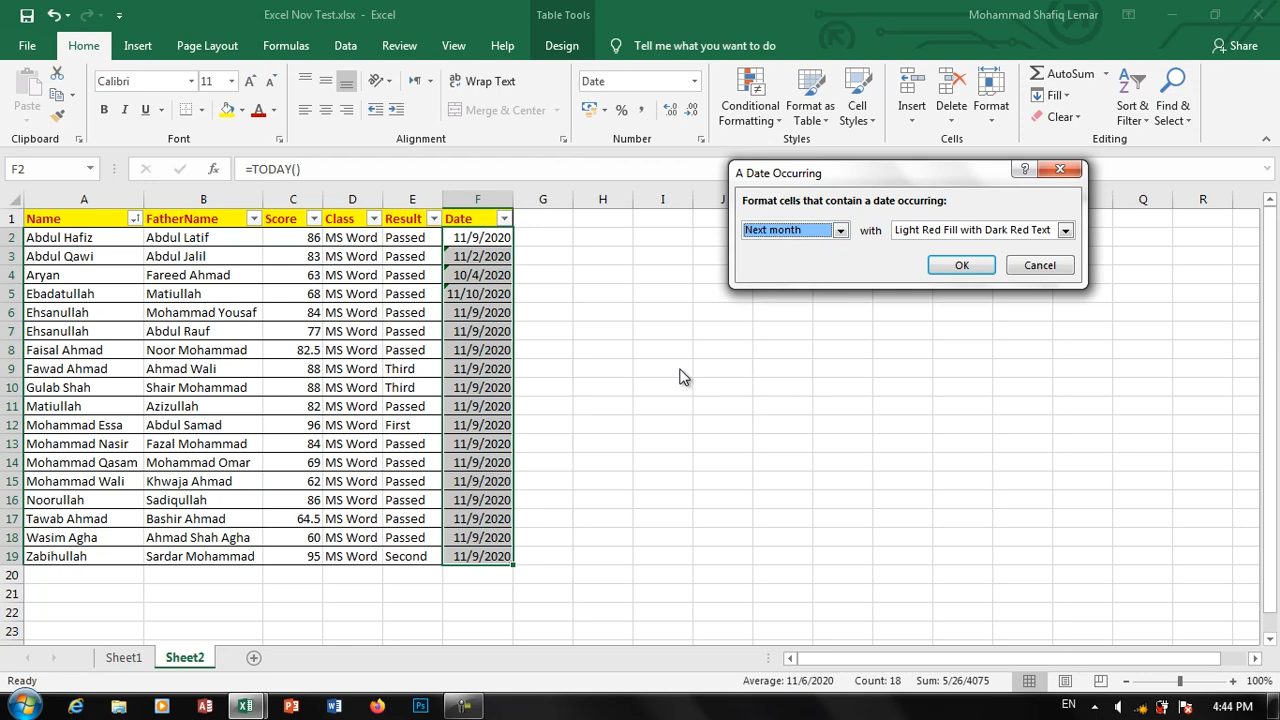 Excel Nov Test.xlsx - Excel
Table Tools
Mohammad Shafiq Lemar
File Home Insert Page Layout Formulas Data Review View Help Design Tell me what you want to do Share
Calibri 11 Wrap Text Date Conditional Format as Cell Insert Delete Format AutoSum Sort & Find &
Paste B I U Merge & Center % , Formatting Table Styles Fill Filter Select
Clear
Clipboard Font Alignment Number Styles Cells Editing
F2 fx =TODAY()
A Date Occurring
Format cells that contain a date occurring:
Next month with Light Red Fill with Dark Red Text
OK Cancel
A B C D E F G H I J Q R
1 Name FatherName Score Class Result Date
2 Abdul Hafiz Abdul Latif 86 MS Word Passed 11/9/2020
3 Abdul Qawi Abdul Jalil 83 MS Word Passed 11/2/2020
4 Aryan Fareed Ahmad 63 MS Word Passed 10/4/2020
5 Ebadatullah Matiullah 68 MS Word Passed 11/10/2020
6 Ehsanullah Mohammad Yousaf 84 MS Word Passed 11/9/2020
7 Ehsanullah Abdul Rauf 77 MS Word Passed 11/9/2020
8 Faisal Ahmad Noor Mohammad 82.5 MS Word Passed 11/9/2020
9 Fawad Ahmad Ahmad Wali 88 MS Word Third 11/9/2020
10 Gulab Shah Shair Mohammad 88 MS Word Third 11/9/2020
11 Matiullah Azizullah 82 MS Word Passed 11/9/2020
12 Mohammad Essa Abdul Samad 96 MS Word First 11/9/2020
13 Mohammad Nasir Fazal Mohammad 84 MS Word Passed 11/9/2020
14 Mohammad Qasam Mohammad Omar 69 MS Word Passed 11/9/2020
15 Mohammad Wali Khwaja Ahmad 62 MS Word Passed 11/9/2020
16 Noorullah Sadiqullah 86 MS Word Passed 11/9/2020
17 Tawab Ahmad Bashir Ahmad 64.5 MS Word Passed 11/9/2020
18 Wasim Agha Ahmad Shah Agha 60 MS Word Passed 11/9/2020
19 Zabihullah Sardar Mohammad 95 MS Word Second 11/9/2020
20
21
22
23
Sheet1 Sheet2
Ready Average: 11/6/2020 Count: 18 Sum: 5/26/4075 100%
EN 4:44 PM